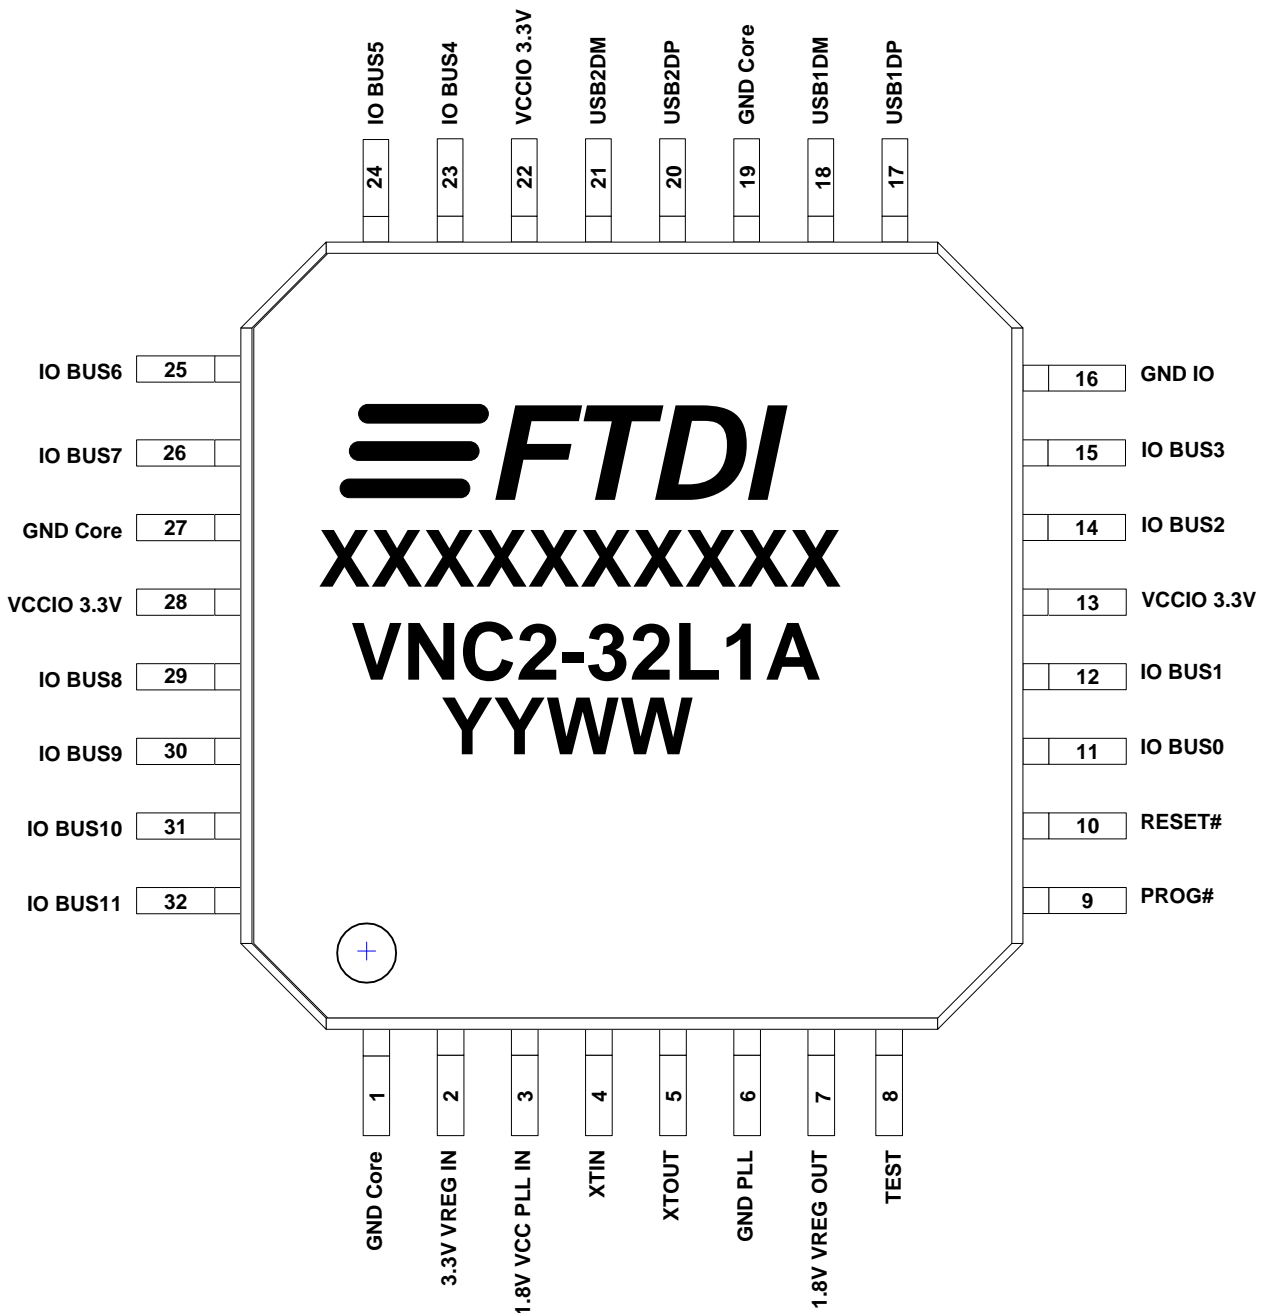 IO BUS5
IO BUS4
VCCIO 3.3V
USB2DM
USB2DP
GND Core
USB1DM
USB1DP
24
23
22
21
20
19
18
17
IO BUS6 25
IO BUS7 26
GND Core 27
VCCIO 3.3V 28
IO BUS8 29
IO BUS9 30
IO BUS10 31
IO BUS11 32
FTDI
XXXXXXXXXX
VNC2-32L1A
YYWW
16 GND IO
15 IO BUS3
14 IO BUS2
13 VCCIO 3.3V
12 IO BUS1
11 IO BUS0
10 RESET#
9 PROG#
1
2
3
4
5
6
7
8
GND Core
3.3V VREG IN
1.8V VCC PLL IN
XTIN
XTOUT
GND PLL
1.8V VREG OUT
TEST